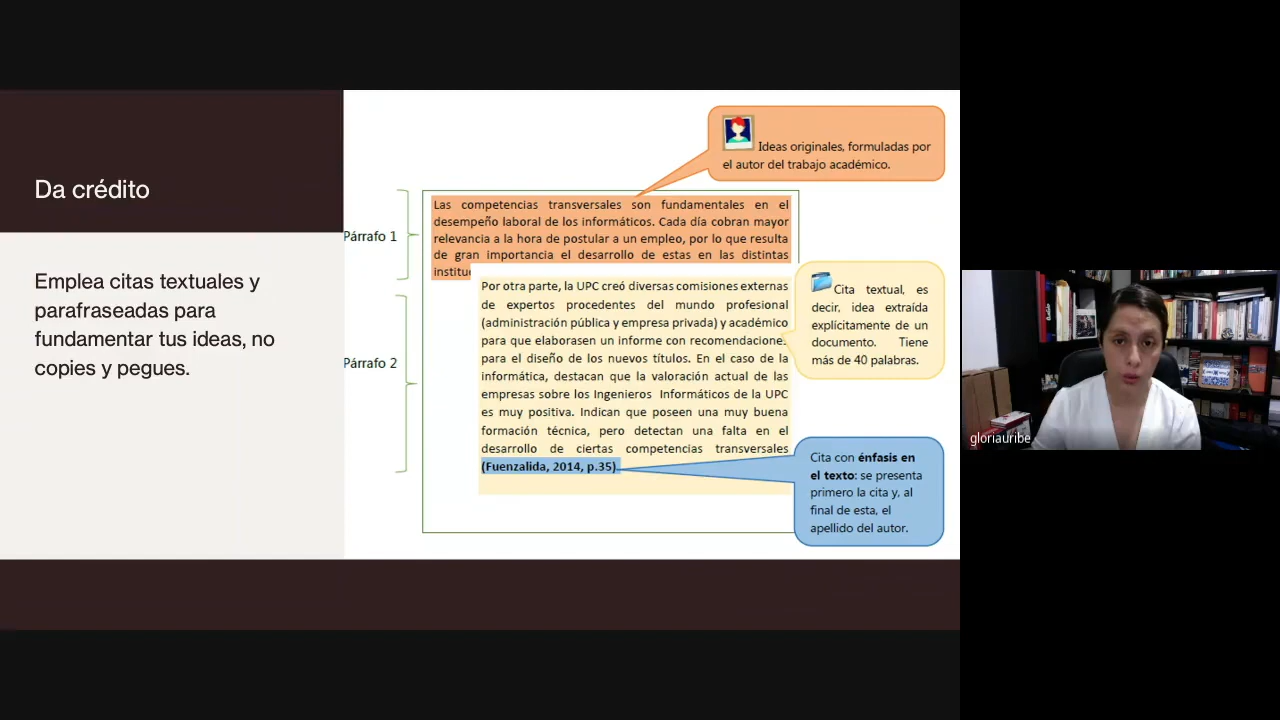 Da crédito
Emplea citas textuales y
parafraseadas para
fundamentar tus ideas, no
copies y pegues.
Ideas originales, formuladas por
el autor del trabajo académico.
Párrafo 1
Las competencias transversales son fundamentales en el
desempeño laboral de los informáticos. Cada día cobran mayor
relevancia a la hora de postular a un empleo, por lo que resulta
de gran importancia el desarrollo de estas en las distintas
Párrafo 2
Por otra parte, la UPC creó diversas comisiones externas
de expertos procedentes del mundo profesional
(administración pública y empresa privada) y académico
para que elaborasen un informe con recomendaciones
para el diseño de los nuevos títulos. En el caso de la
informática, destacan que la valoración actual de las
empresas sobre los Ingenieros Informáticos de la UPC
es muy positiva. Indican que poseen una muy buena
formación técnica, pero detectan una falta en el
desarrollo de ciertas competencias transversales
(Fuenzalida, 2014, p.35)
Cita textual, es
decir, idea extraída
explícitamente de un
documento. Tiene
más de 40 palabras.
Cita con énfasis en
el texto: se presenta
primero la cita y, al
final de esta, el
apellido del autor.
gloriauribe